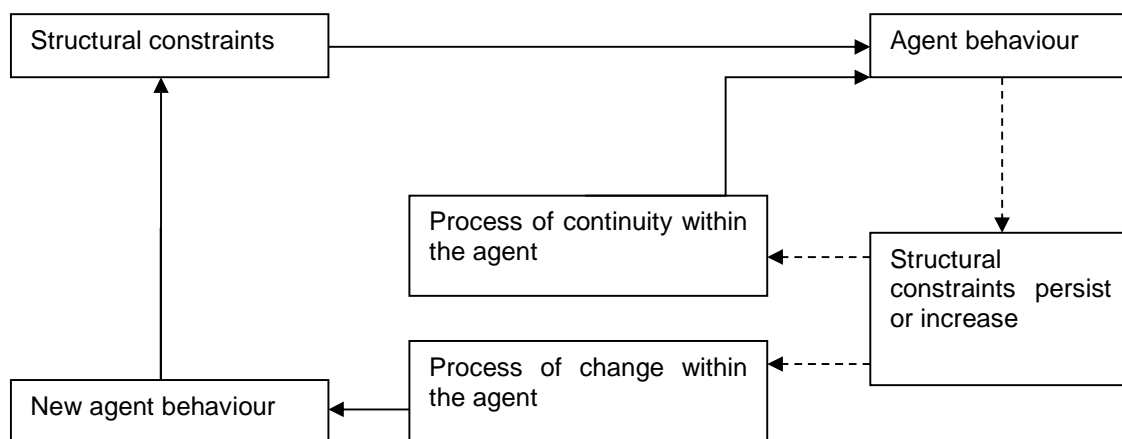 Structural constraints
Agent behaviour
Process of continuity within
the agent
Structural
constraints persist
or increase
Process of change within
the agent
New agent behaviour